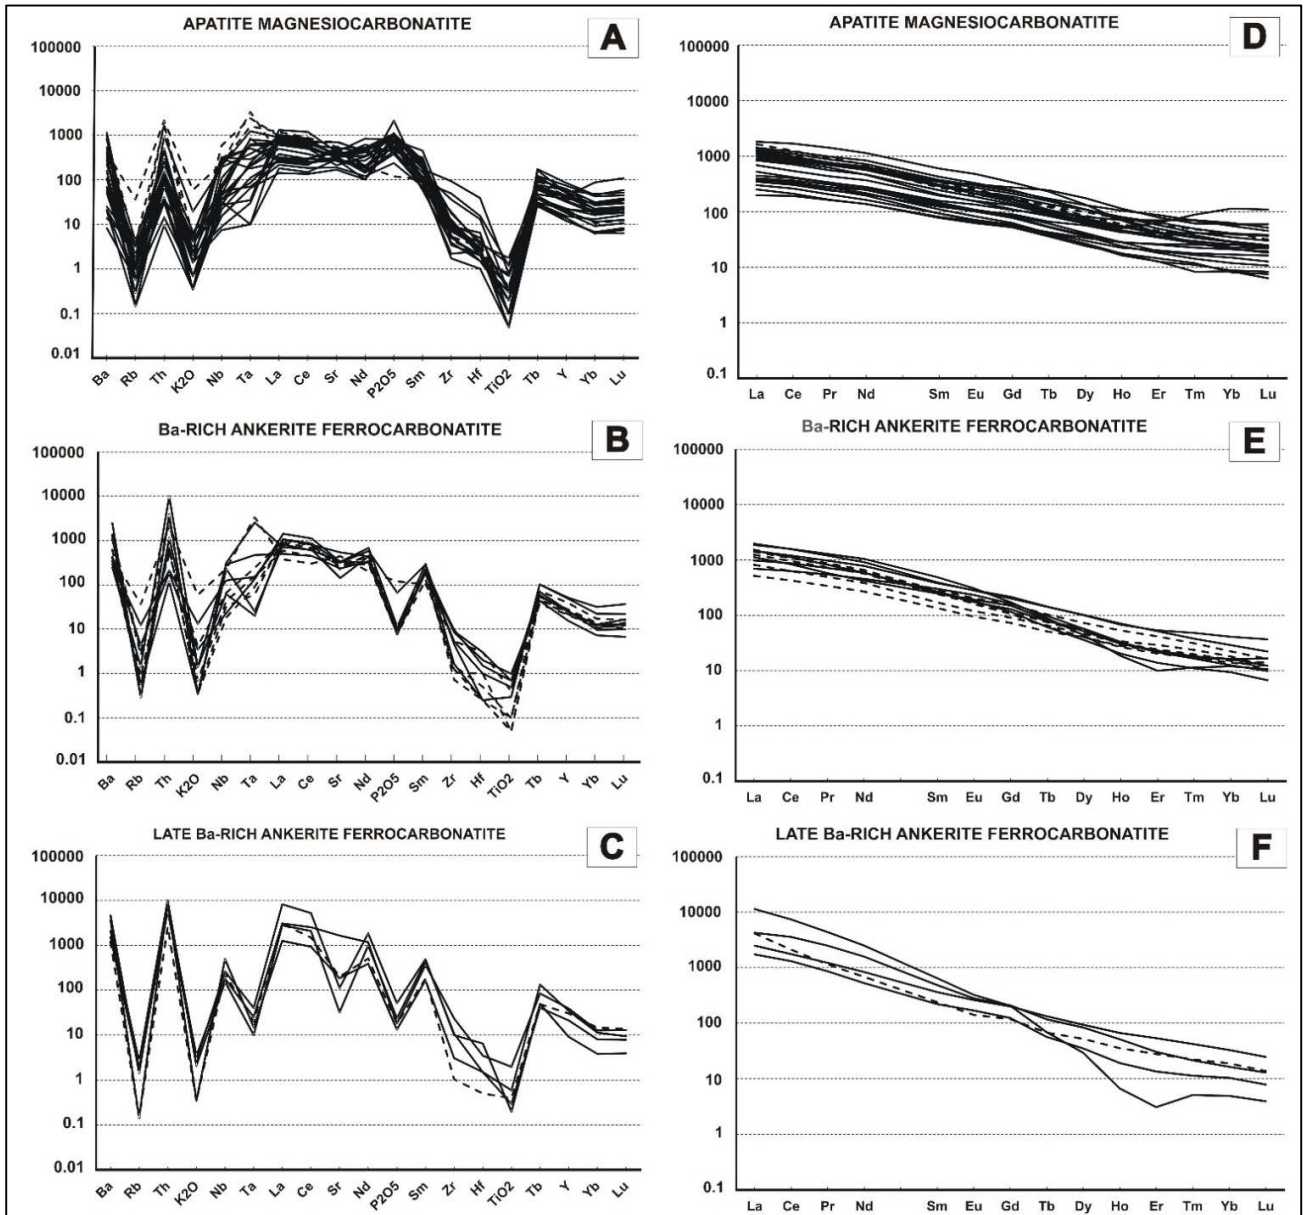 APATITE MAGNESIOCARBONATITE
A
100000
10000
1000
100
10
1
0.1
0.01
Ba Rb Th K2O Nb Ta La Ce Sr Nd P2O5 Sm Zr Hf TiO2 Tb Y Yb Lu
APATITE MAGNESIOCARBONATITE
D
100000
10000
1000
100
10
1
0.1
La Ce Pr Nd Sm Eu Gd Tb Dy Ho Er Tm Yb Lu
Ba-RICH ANKERITE FERROCARBONATITE
B
100000
10000
1000
100
10
1
0.1
0.01
Ba Rb Th K2O Nb Ta La Ce Sr Nd P2O5 Sm Zr Hf TiO2 Tb Y Yb Lu
Ba-RICH ANKERITE FERROCARBONATITE
E
100000
10000
1000
100
10
1
0.1
La Ce Pr Nd Sm Eu Gd Tb Dy Ho Er Tm Yb Lu
LATE Ba-RICH ANKERITE FERROCARBONATITE
C
100000
10000
1000
100
10
1
0.1
0.01
Ba Rb Th K2O Nb Ta La Ce Sr Nd P2O5 Sm Zr Hf TiO2 Tb Y Yb Lu
LATE Ba-RICH ANKERITE FERROCARBONATITE
F
100000
10000
1000
100
10
1
0.1
La Ce Pr Nd Sm Eu Gd Tb Dy Ho Er Tm Yb Lu